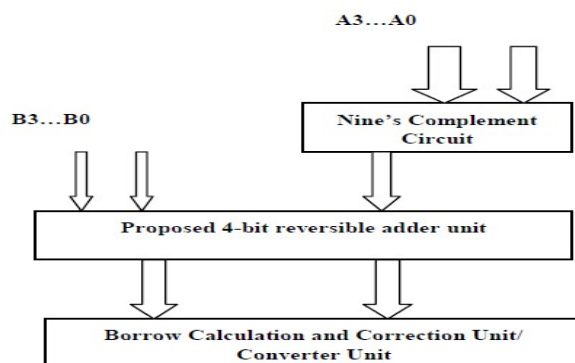 A3...A0
B3...B0
Nine's Complement
Circuit
Proposed 4-bit reversible adder unit
Borrow Calculation and Correction Unit/
Converter Unit